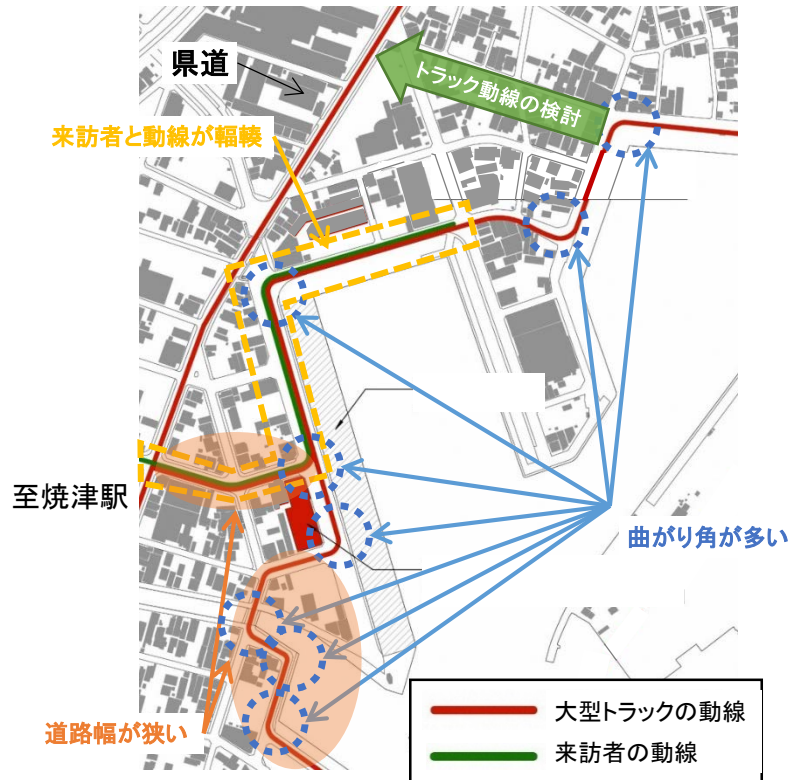 県道
トラック動線の検討
来訪者と動線が輻輳
至焼津駅
曲がり角が多い
道路幅が狭い
大型トラックの動線
来訪者の動線